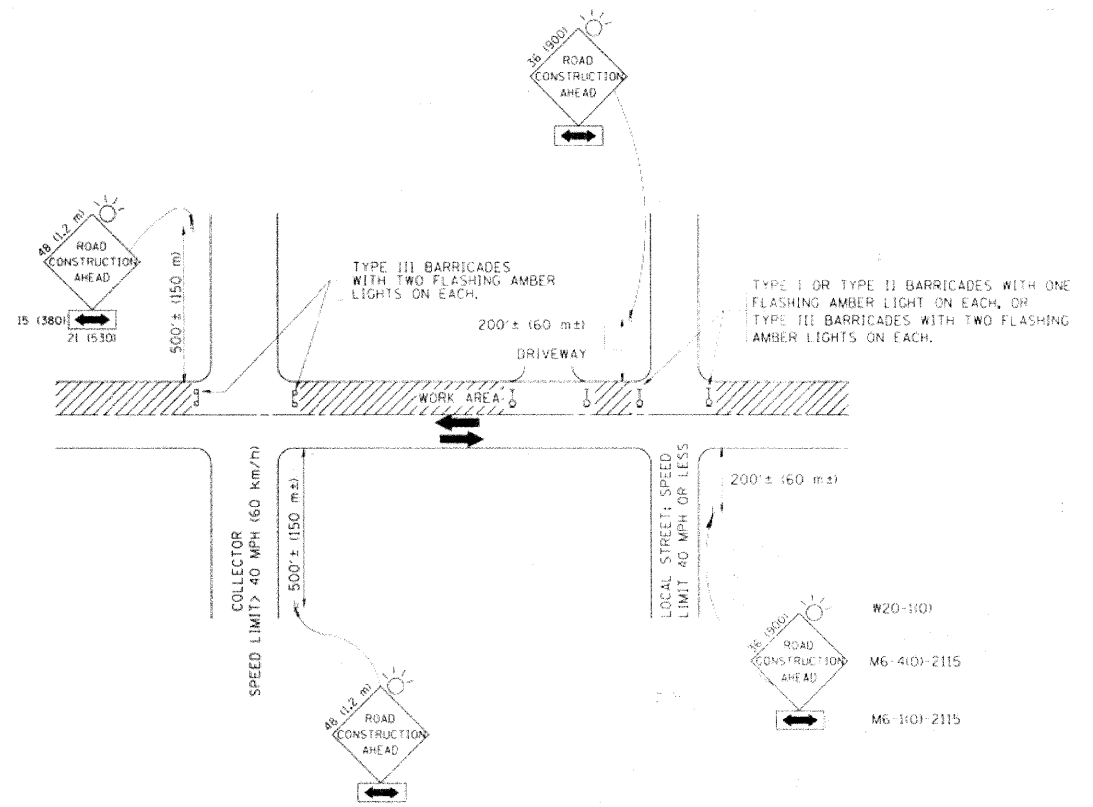 36 (900)
ROAD
CONSTRUCTION
AHEAD
48 (1.2 m)
ROAD
CONSTRUCTION
AHEAD
15 (380)
21 (530)
500'± (150 m)
TYPE III BARRICADES
WITH TWO FLASHING AMBER
LIGHTS ON EACH.
200'± (60 m±)
DRIVEWAY
TYPE I OR TYPE II BARRICADES WITH ONE
FLASHING AMBER LIGHT ON EACH, OR
TYPE III BARRICADES WITH TWO FLASHING
AMBER LIGHTS ON EACH.
WORK AREA
COLLECTOR
SPEED LIMIT> 40 MPH (60 km/h)
500'± (150 m±)
LOCAL STREET: SPEED
LIMIT 40 MPH OR LESS
200'± (60 m±)
48 (1.2 m)
ROAD
CONSTRUCTION
AHEAD
36 (900)
ROAD
CONSTRUCTION
AHEAD
W20-1(O)
M6-4(O)-2115
M6-1(O)-2115